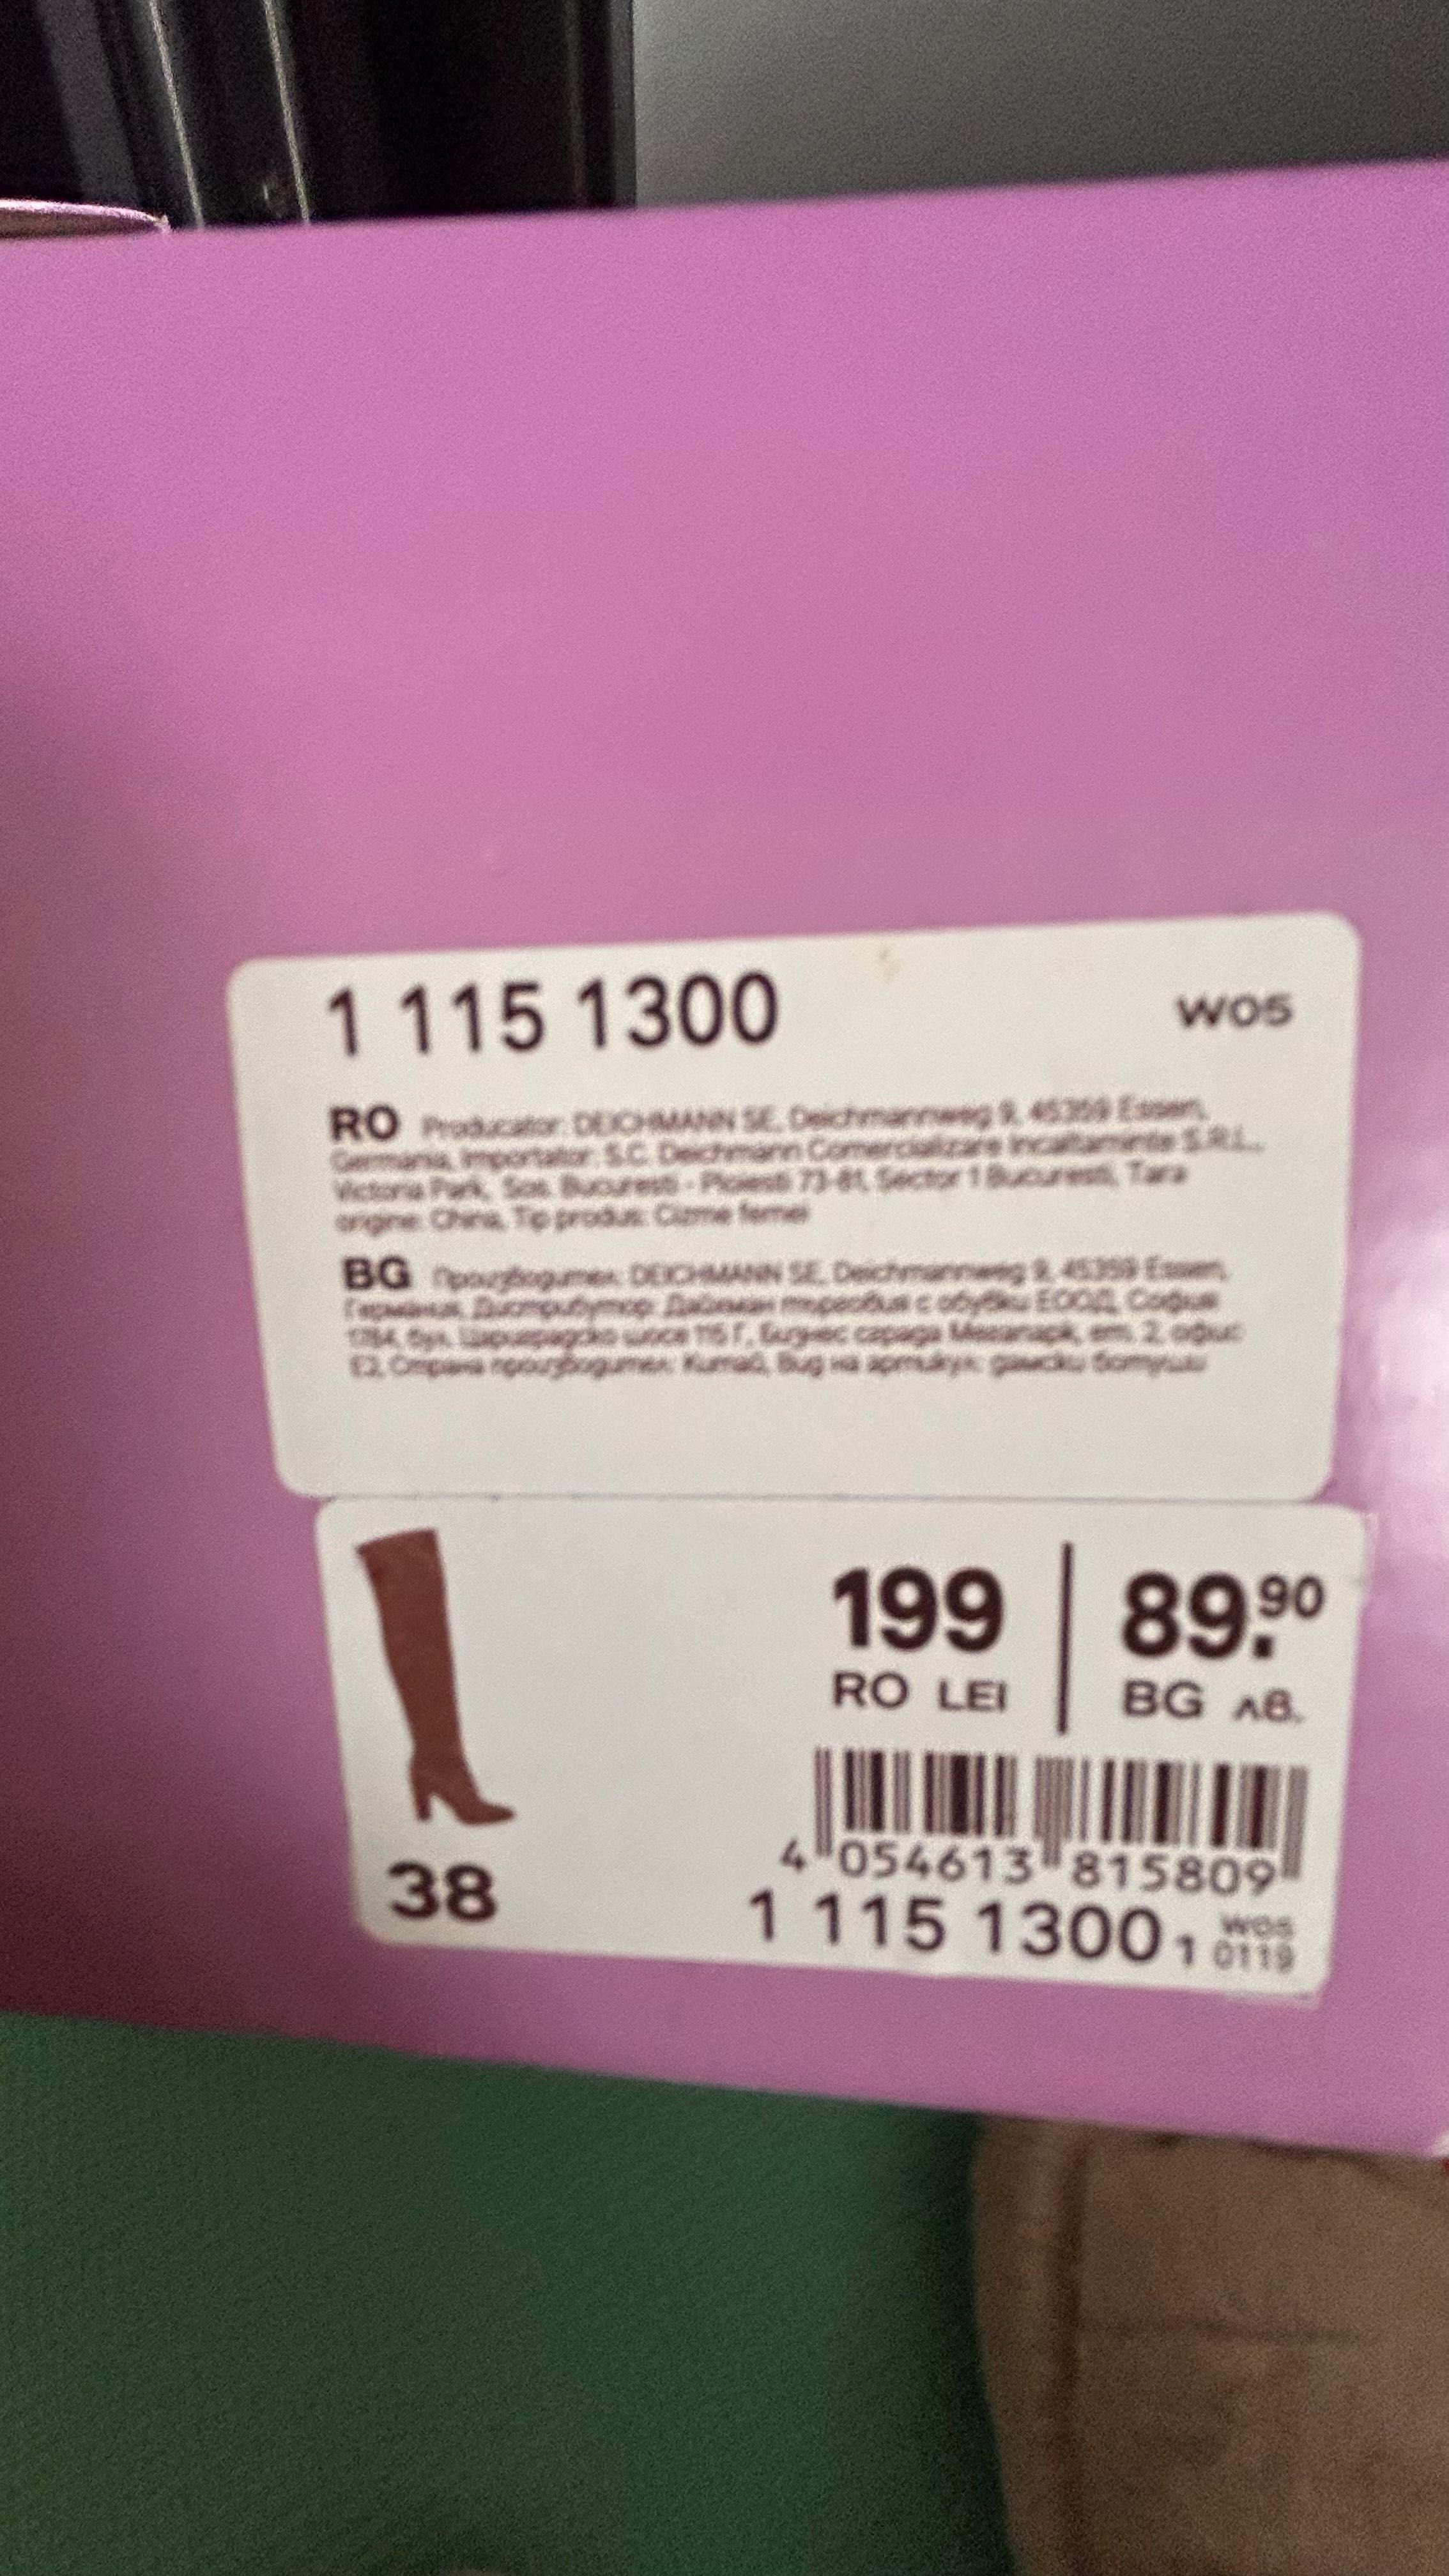 1 115 1300 W05
RO Producator: DEICHMANN SE, Deichmannweg 9, 45359 Essen,
Germania, Importator: S.C. Deichmann Comercializare Incaltaminte S.R.L.,
Victoria Park, Sos. Bucuresti - Ploiesti 73-81, Sector 1 Bucuresti, Tara
origine: China, Tip produs: Cizme femei
BG Производител: DEICHMANN SE, Deichmannweg 9, 45359 Essen,
Германия, Дистрибутор: Дайхман търговия с обувки ЕООД, София
1784, бул. Цариградско шосе 115 Г, Бизнес сграда Мегапарк, ет. 2, офис
E2, Страна производител: Китай, Вид на артикул: дамски ботуши
199 | 89.90
RO LEI | BG лв.
4 054613 815809
38
1 115 1300 1 W05
0119